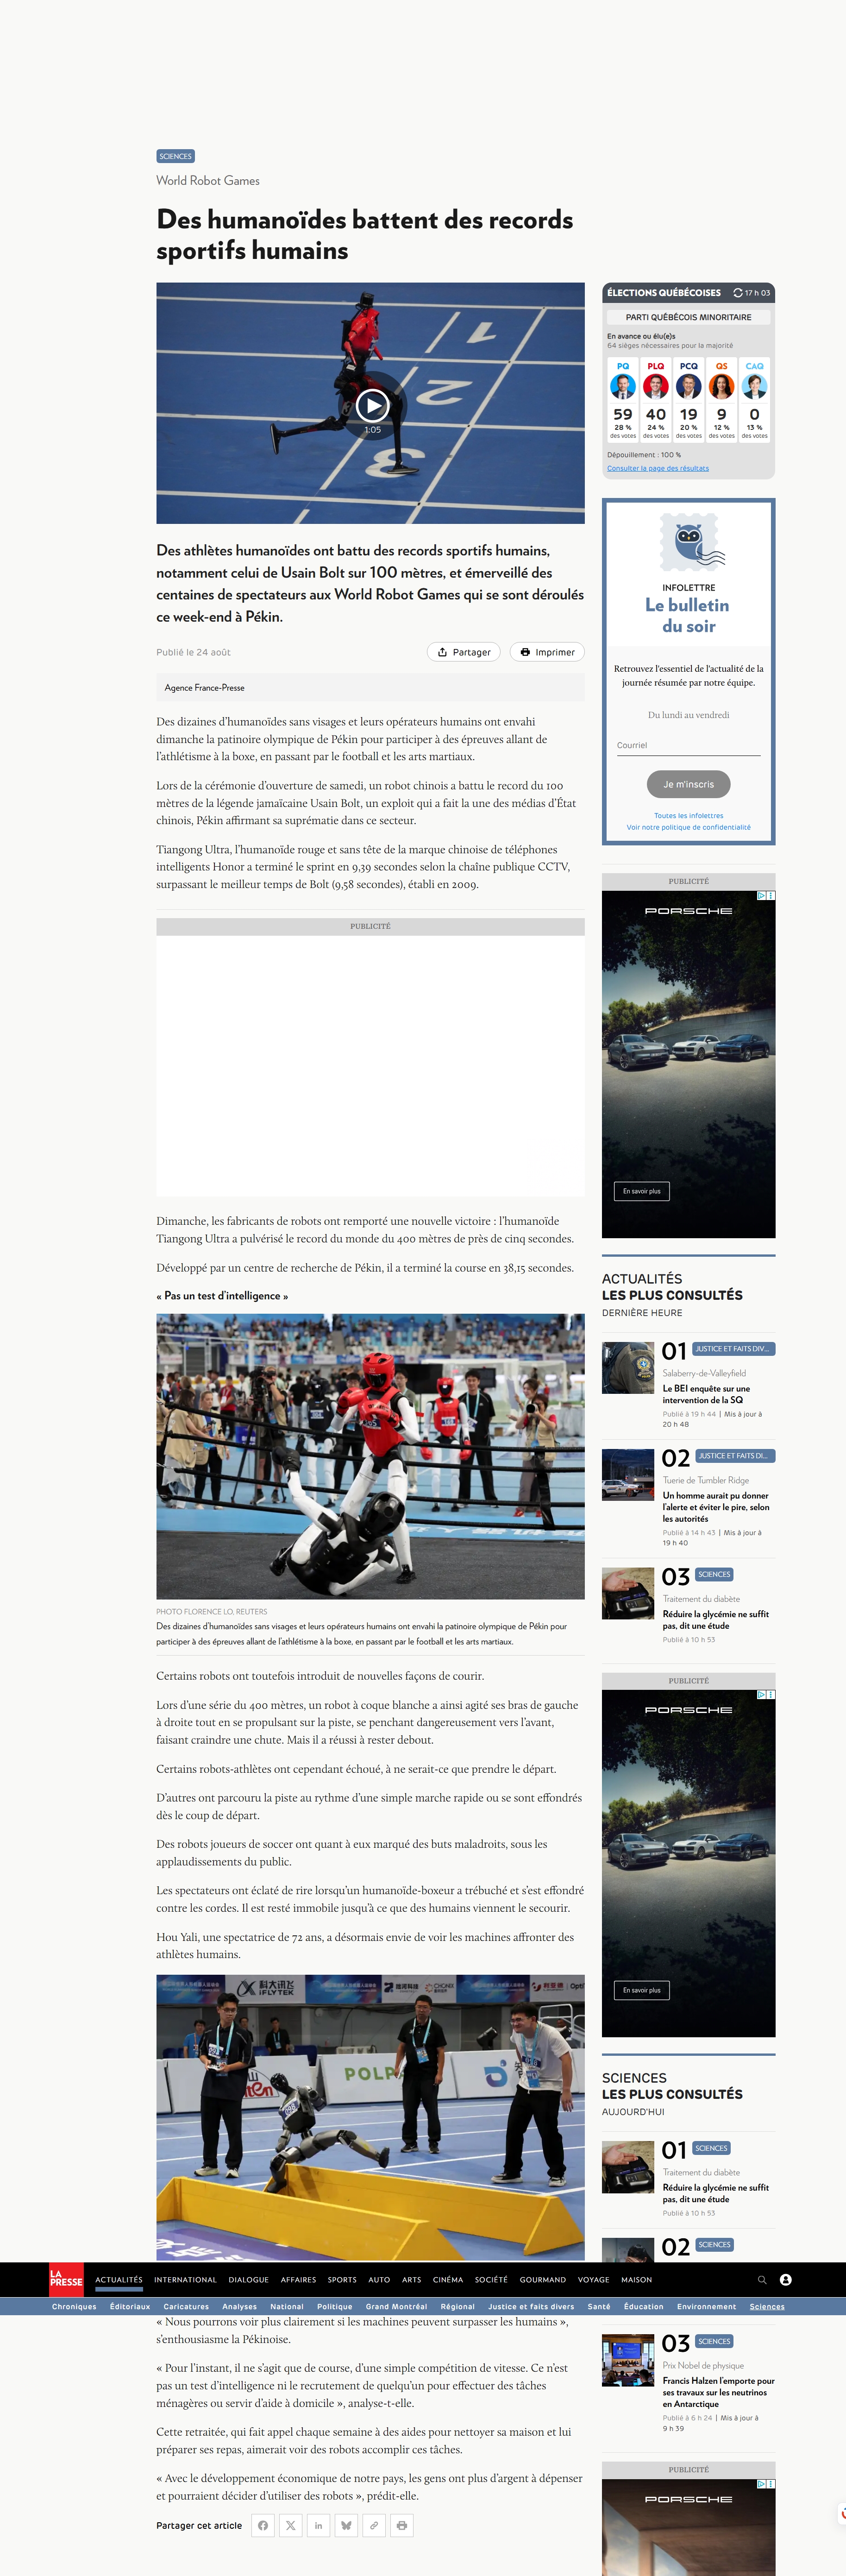 SCIENCES
World Robot Games
Des humanoïdes battent des records
sportifs humains
1:05
Des athlètes humanoïdes ont battu des records sportifs humains,
notamment celui de Usain Bolt sur 100 mètres, et émerveillé des
centaines de spectateurs aux World Robot Games qui se sont déroulés
ce week-end à Pékin.
Publié le 24 août
Partager
Imprimer
Agence France-Presse
Des dizaines d'humanoïdes sans visages et leurs opérateurs humains ont envahi
dimanche la patinoire olympique de Pékin pour participer à des épreuves allant de
l'athlétisme à la boxe, en passant par le football et les arts martiaux.
Lors de la cérémonie d'ouverture de samedi, un robot chinois a battu le record du 100
mètres de la légende jamaïcaine Usain Bolt, un exploit qui a fait la une des médias d'État
chinois, Pékin affirmant sa suprématie dans ce secteur.
Tiangong Ultra, l'humanoïde rouge et sans tête de la marque chinoise de téléphones
intelligents Honor a terminé le sprint en 9,39 secondes selon la chaîne publique CCTV,
surpassant le meilleur temps de Bolt (9,58 secondes), établi en 2009.
PUBLICITÉ
Dimanche, les fabricants de robots ont remporté une nouvelle victoire : l'humanoïde
Tiangong Ultra a pulvérisé le record du monde du 400 mètres de près de cinq secondes.
Développé par un centre de recherche de Pékin, il a terminé la course en 38,15 secondes.
« Pas un test d'intelligence »
PHOTO FLORENCE LO, REUTERS
Des dizaines d'humanoïdes sans visages et leurs opérateurs humains ont envahi la patinoire olympique de Pékin pour
participer à des épreuves allant de l'athlétisme à la boxe, en passant par le football et les arts martiaux.
Certains robots ont toutefois introduit de nouvelles façons de courir.
Lors d'une série du 400 mètres, un robot à coque blanche a ainsi agité ses bras de gauche
à droite tout en se propulsant sur la piste, se penchant dangereusement vers l'avant,
faisant craindre une chute. Mais il a réussi à rester debout.
Certains robots-athlètes ont cependant échoué, à ne serait-ce que prendre le départ.
D'autres ont parcouru la piste au rythme d'une simple marche rapide ou se sont effondrés
dès le coup de départ.
Des robots joueurs de soccer ont quant à eux marqué des buts maladroits, sous les
applaudissements du public.
Les spectateurs ont éclaté de rire lorsqu'un humanoïde-boxeur a trébuché et s'est effondré
contre les cordes. Il est resté immobile jusqu'à ce que des humains viennent le secourir.
Hou Yali, une spectatrice de 72 ans, a désormais envie de voir les machines affronter des
athlètes humains.
科大讯飞
iFLYTEK
POLP
LA PRESSE
ACTUALITÉS INTERNATIONAL DIALOGUE AFFAIRES SPORTS AUTO ARTS CINÉMA SOCIÉTÉ GOURMAND VOYAGE MAISON
Chroniques Éditoriaux Caricatures Analyses National Politique Grand Montréal Régional Justice et faits divers Santé Éducation Environnement Sciences
« Nous pourrons voir plus clairement si les machines peuvent surpasser les humains »,
s'enthousiasme la Pékinoise.
« Pour l'instant, il ne s'agit que de course, d'une simple compétition de vitesse. Ce n'est
pas un test d'intelligence ni le recrutement de quelqu'un pour effectuer des tâches
ménagères ou servir d'aide à domicile », analyse-t-elle.
Cette retraitée, qui fait appel chaque semaine à des aides pour nettoyer sa maison et lui
préparer ses repas, aimerait voir des robots accomplir ces tâches.
« Avec le développement économique de notre pays, les gens ont plus d'argent à dépenser
et pourraient décider d'utiliser des robots », prédit-elle.
Partager cet article
ÉLECTIONS QUÉBÉCOISES 17 h 03
PARTI QUÉBÉCOIS MINORITAIRE
En avance ou élu(e)s
64 sièges nécessaires pour la majorité
PQ PLQ PCQ QS CAQ
59 40 19 9 0
28 % 24 % 20 % 12 % 13 %
des votes des votes des votes des votes des votes
Dépouillement : 100 %
Consulter la page des résultats
INFOLETTRE
Le bulletin
du soir
Retrouvez l'essentiel de l'actualité de la
journée résumée par notre équipe.
Du lundi au vendredi
Courriel
Je m'inscris
Toutes les infolettres
Voir notre politique de confidentialité
PUBLICITÉ
PORSCHE
En savoir plus
ACTUALITÉS
LES PLUS CONSULTÉS
DERNIÈRE HEURE
01 JUSTICE ET FAITS DIV...
Salaberry-de-Valleyfield
Le BEI enquête sur une
intervention de la SQ
Publié à 19 h 44 | Mis à jour à
20 h 48
02 JUSTICE ET FAITS DI...
Tuerie de Tumbler Ridge
Un homme aurait pu donner
l'alerte et éviter le pire, selon
les autorités
Publié à 14 h 43 | Mis à jour à
19 h 40
03 SCIENCES
Traitement du diabète
Réduire la glycémie ne suffit
pas, dit une étude
Publié à 10 h 53
PUBLICITÉ
PORSCHE
En savoir plus
SCIENCES
LES PLUS CONSULTÉS
AUJOURD'HUI
01 SCIENCES
Traitement du diabète
Réduire la glycémie ne suffit
pas, dit une étude
Publié à 10 h 53
02 SCIENCES
03 SCIENCES
Prix Nobel de physique
Francis Halzen l'emporte pour
ses travaux sur les neutrinos
en Antarctique
Publié à 6 h 24 | Mis à jour à
9 h 39
PUBLICITÉ
PORSCHE